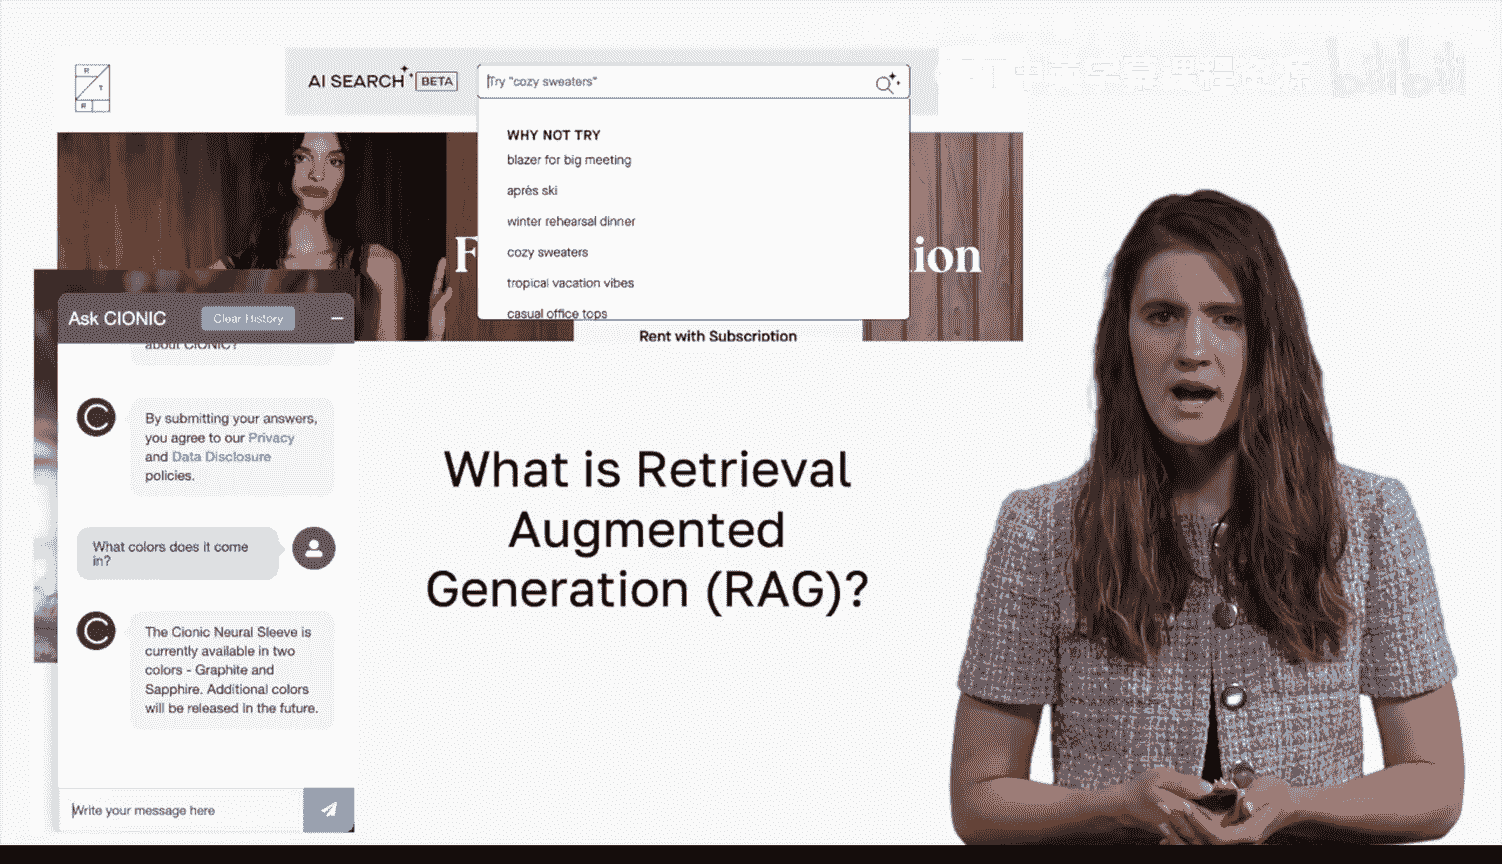 R
T
R
AI SEARCH BETA
Try "cozy sweaters"
WHY NOT TRY
blazer for big meeting
après ski
winter rehearsal dinner
cozy sweaters
tropical vacation vibes
casual office tops
F
ion
Rent with Subscription
Ask CIONIC
Clear History
about CIONIC?
By submitting your answers,
you agree to our Privacy
and Data Disclosure
policies.
What colors does it come
in?
The Cionic Neural Sleeve is
currently available in two
colors - Graphite and
Sapphire. Additional colors
will be released in the future.
Write your message here
What is Retrieval
Augmented
Generation (RAG)?
bilibili